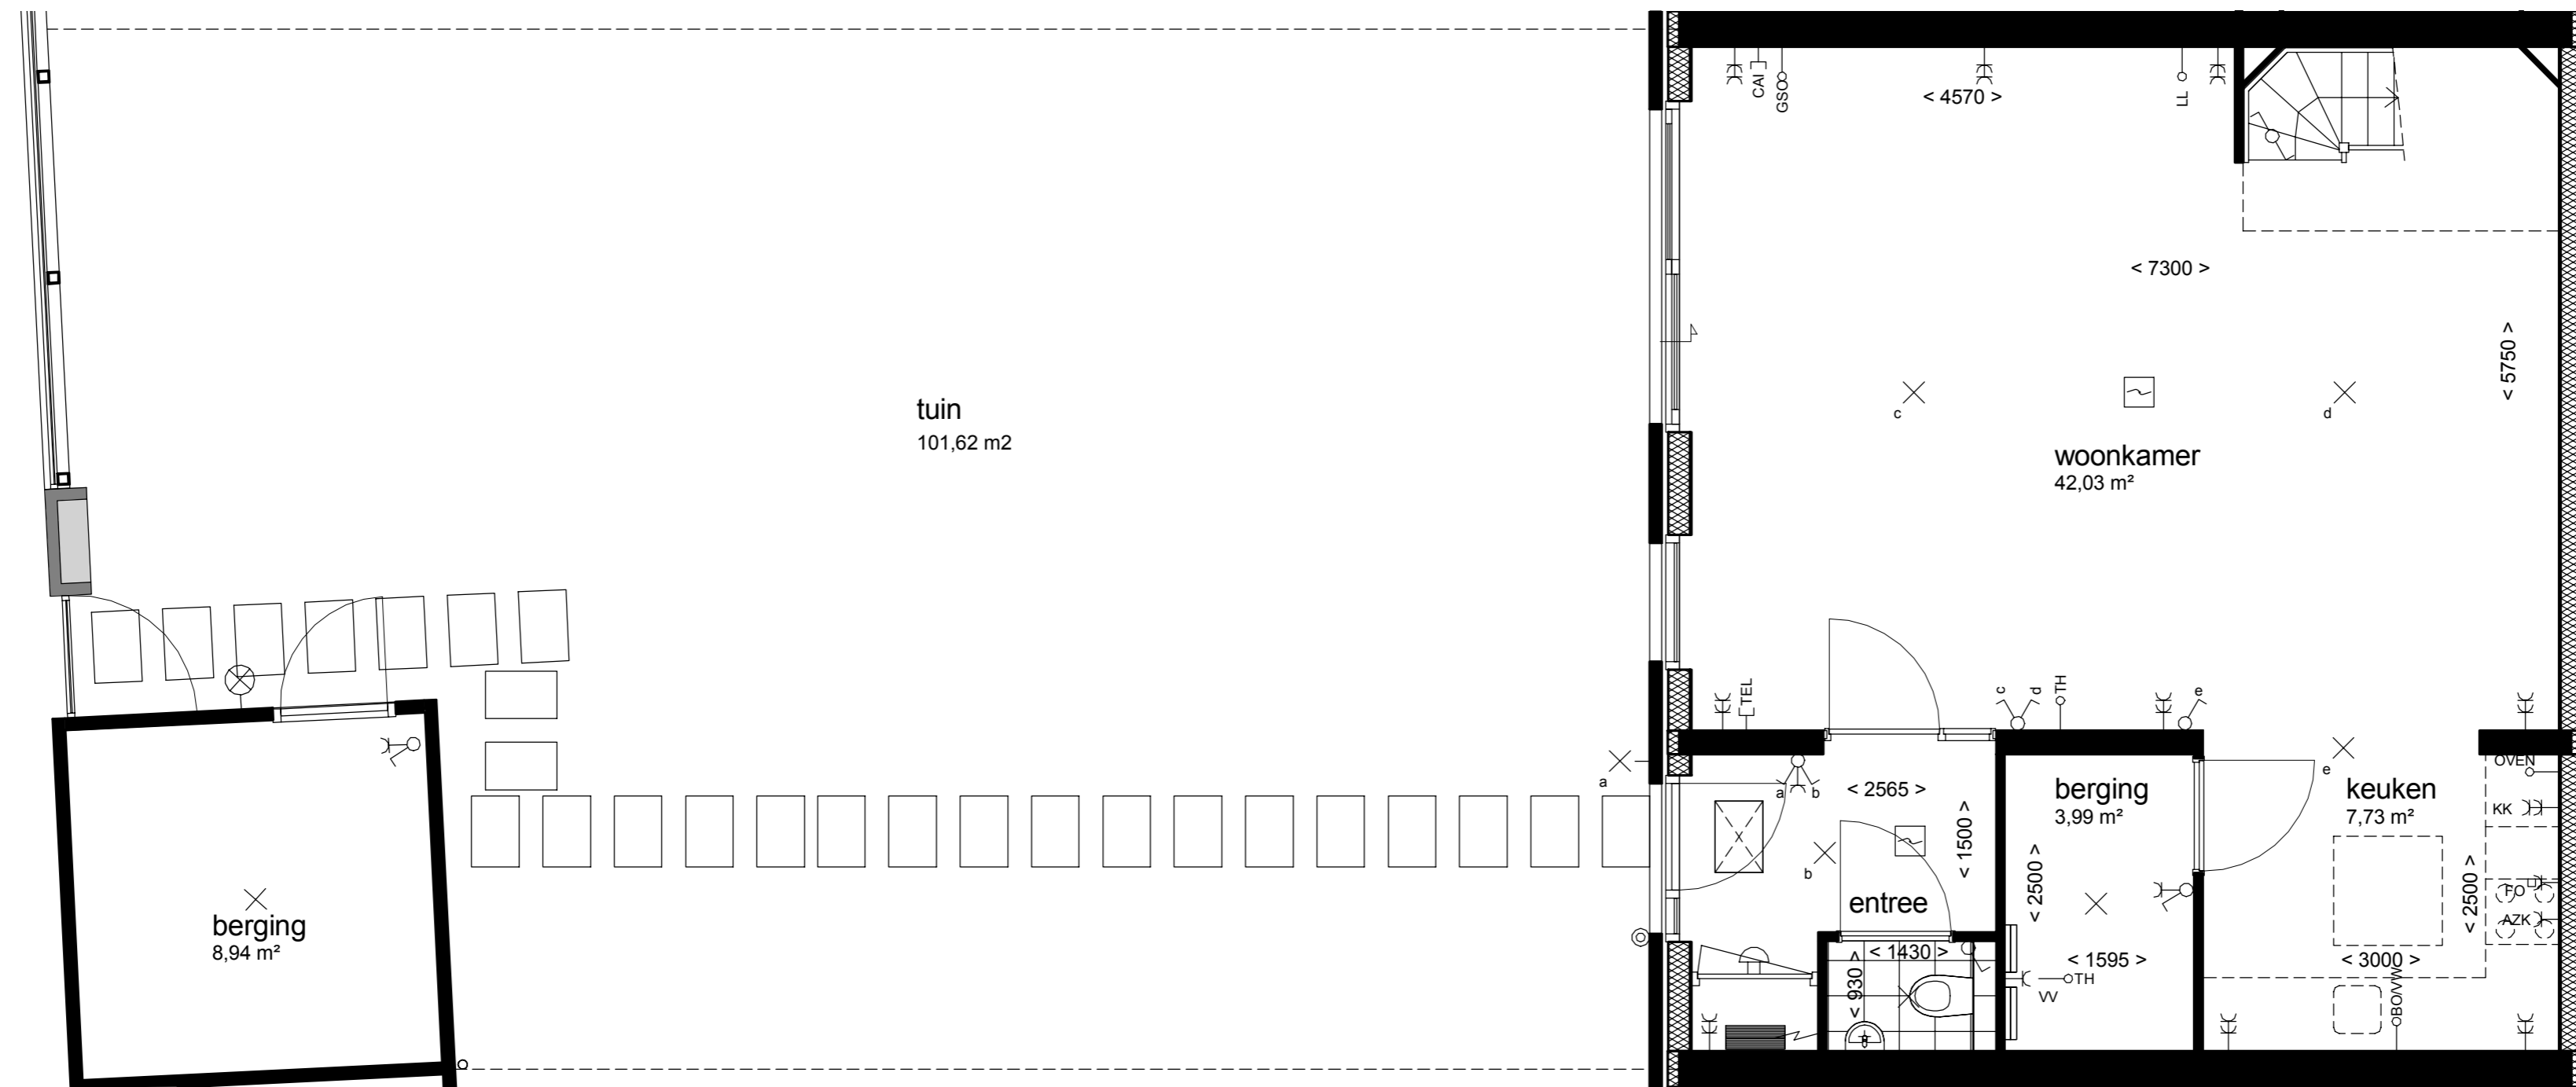 CAI
GSO
< 4570 >
LL
< 7300 >
< 5750 >
c
d
tuin
101,62 m2
woonkamer
42,03 m²
TEL
c
d
TH
e
a
a
b
< 2565 >
< 1500 >
b
entree
berging
3,99 m²
< 2500 >
< 1595 >
TH
VV
e
keuken
7,73 m²
OVEN
KK
FO
AZK
< 2500 >
< 3000 >
BO/VW
< 1430 >
< 930 >
berging
8,94 m²